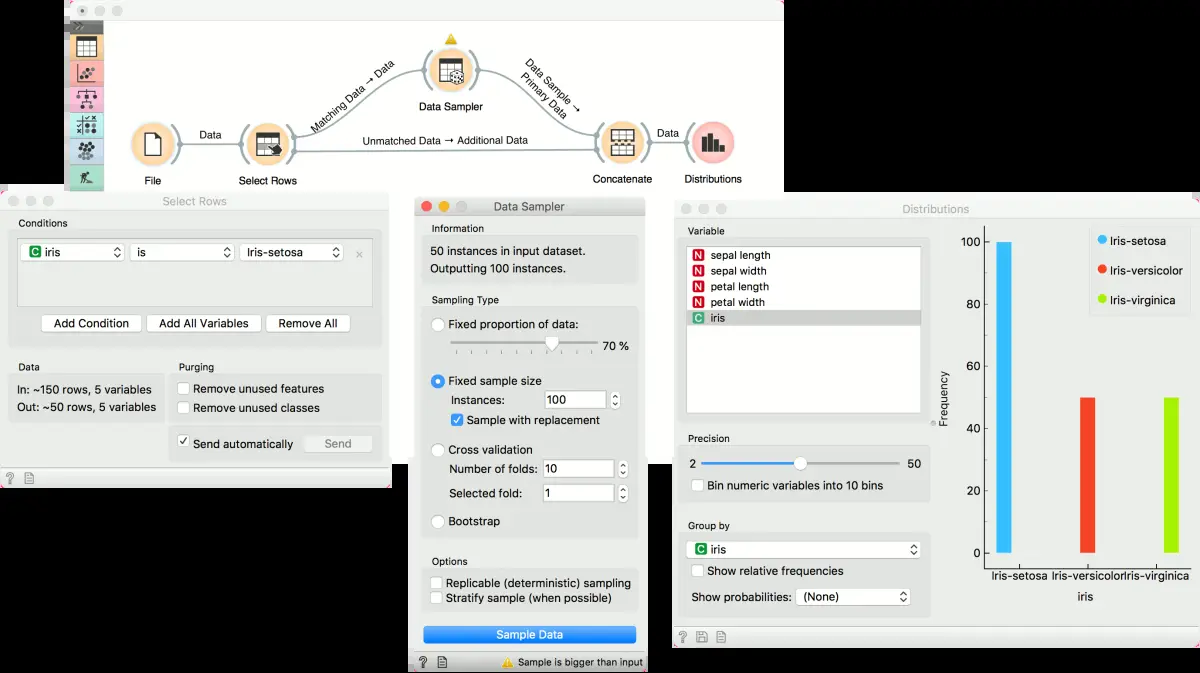 Data Sampler
Matching Data → Data
Data Sample →
Primary Data
Data
Unmatched Data → Additional Data
Data
File
Select Rows
Concatenate
Distributions
Select Rows
Conditions
C iris
is
Iris-setosa
Add Condition
Add All Variables
Remove All
Data
In: ~150 rows, 5 variables
Out: ~50 rows, 5 variables
Purging
Remove unused features
Remove unused classes
Send automatically
Send
?
Data Sampler
Information
50 instances in input dataset.
Outputting 100 instances.
Sampling Type
Fixed proportion of data:
70 %
Fixed sample size
Instances: 100
Sample with replacement
Cross validation
Number of folds: 10
Selected fold: 1
Bootstrap
Options
Replicable (deterministic) sampling
Stratify sample (when possible)
Sample Data
? Sample is bigger than input
Distributions
Variable
N sepal length
N sepal width
N petal length
N petal width
C iris
Precision
2 50
Bin numeric variables into 10 bins
Group by
C iris
Show relative frequencies
Show probabilities: (None)
?
Frequency
100
80
60
40
20
0
Iris-setosa
Iris-versicolor
Iris-virginica
Iris-setosa Iris-versicolor Iris-virginica
iris